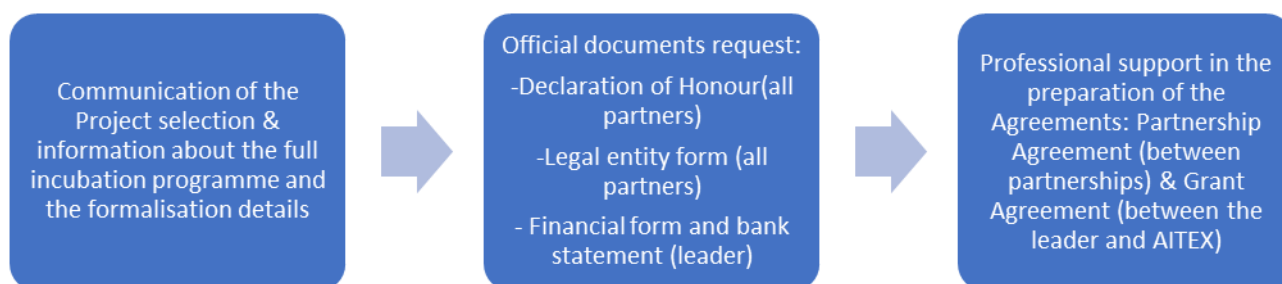 Communication of the
Project selection &
information about the full
incubation programme and
the formalisation details
Official documents request:
-Declaration of Honour(all
partners)
-Legal entity form (all
partners)
- Financial form and bank
statement (leader)
Professional support in the
preparation of the
Agreements: Partnership
Agreement (between
partnerships) & Grant
Agreement (between the
leader and AITEX)